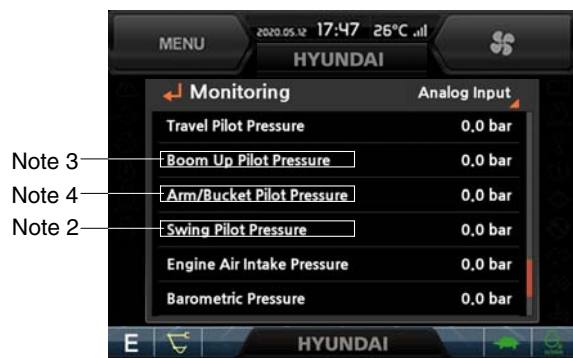 MENU
2020.05.12 17:47 26°C
HYUNDAI
Monitoring Analog Input
Travel Pilot Pressure 0.0 bar
Note 3 Boom Up Pilot Pressure 0.0 bar
Note 4 Arm/Bucket Pilot Pressure 0.0 bar
Note 2 Swing Pilot Pressure 0.0 bar
Engine Air Intake Pressure 0.0 bar
Barometric Pressure 0.0 bar
E HYUNDAI